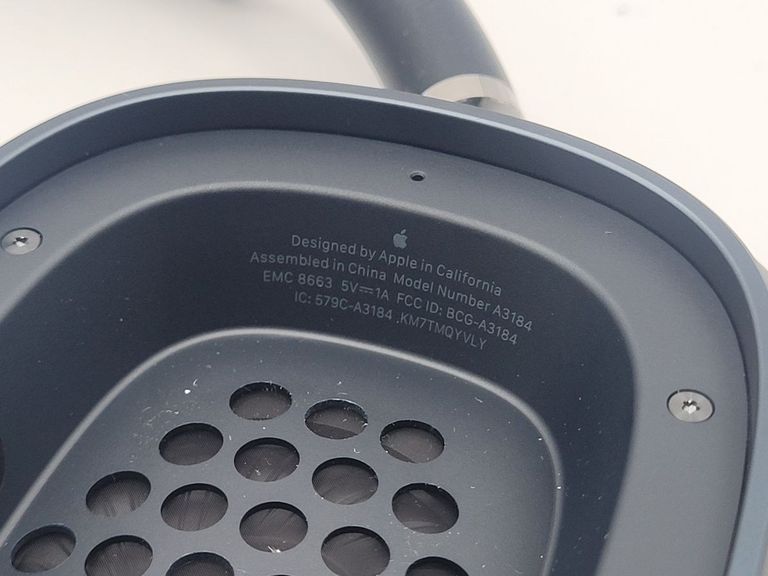 Designed by Apple in California
Assembled in China Model Number A3184
EMC 8663 5V⎓1A FCC ID: BCG-A3184
IC: 579C-A3184 .KM7TMQYVLY